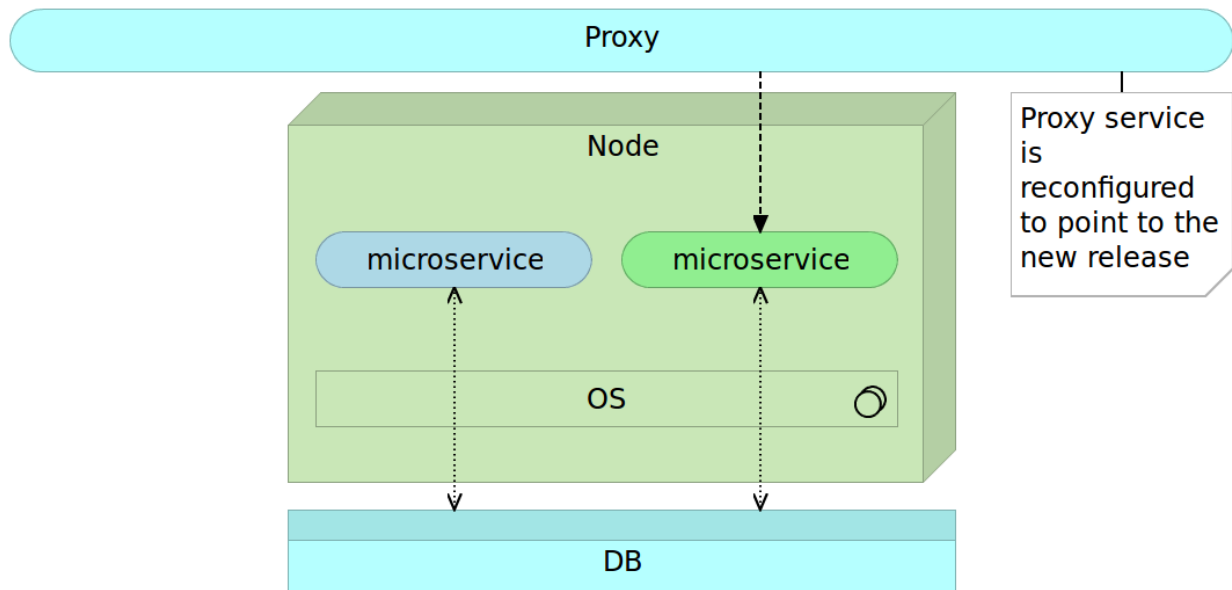 Proxy
Node
Proxy service
is
reconfigured
to point to the
new release
microservice
microservice
OS
DB